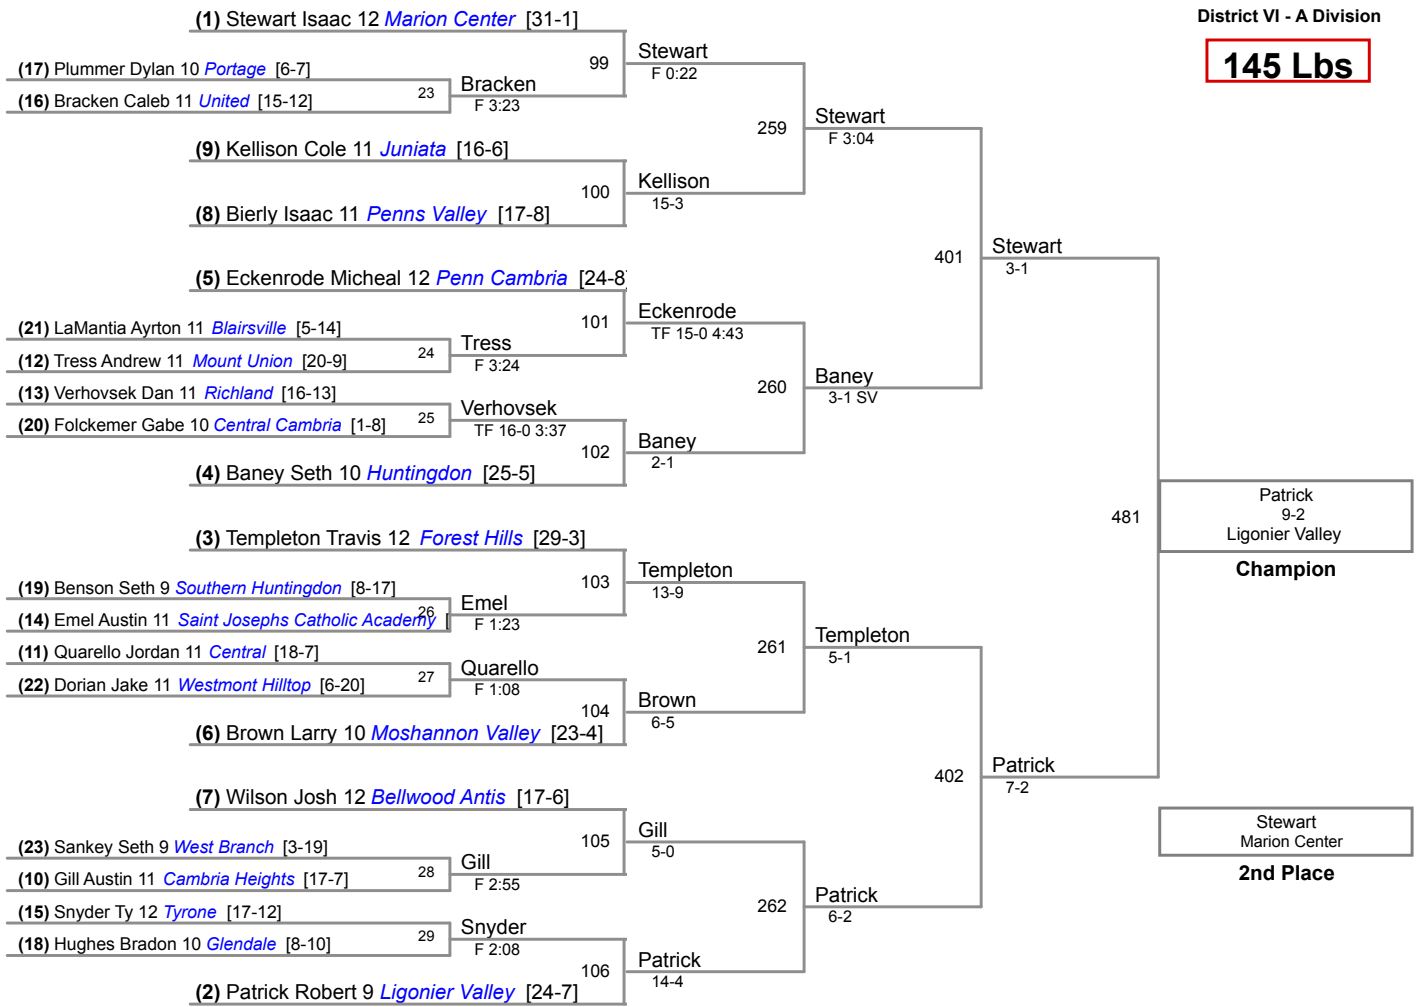 District VI - A Division
145 Lbs
(1) Stewart Isaac 12 Marion Center [31-1]
99
Stewart
F 0:22
(17) Plummer Dylan 10 Portage [6-7]
23
Bracken
F 3:23
(16) Bracken Caleb 11 United [15-12]
259
Stewart
F 3:04
(9) Kellison Cole 11 Juniata [16-6]
100
Kellison
15-3
(8) Bierly Isaac 11 Penns Valley [17-8]
401
Stewart
3-1
(5) Eckenrode Micheal 12 Penn Cambria [24-8]
101
Eckenrode
TF 15-0 4:43
(21) LaMantia Ayrton 11 Blairsville [5-14]
24
Tress
F 3:24
(12) Tress Andrew 11 Mount Union [20-9]
260
Baney
3-1 SV
(13) Verhovsek Dan 11 Richland [16-13]
25
Verhovsek
TF 16-0 3:37
(20) Folckemer Gabe 10 Central Cambria [1-8]
102
Baney
2-1
(4) Baney Seth 10 Huntingdon [25-5]
481
Patrick
9-2
Ligonier Valley
Champion
(3) Templeton Travis 12 Forest Hills [29-3]
103
Templeton
13-9
(19) Benson Seth 9 Southern Huntingdon [8-17]
26
Emel
F 1:23
(14) Emel Austin 11 Saint Josephs Catholic Academy [
261
Templeton
5-1
(11) Quarello Jordan 11 Central [18-7]
27
Quarello
F 1:08
(22) Dorian Jake 11 Westmont Hilltop [6-20]
104
Brown
6-5
(6) Brown Larry 10 Moshannon Valley [23-4]
402
Patrick
7-2
(7) Wilson Josh 12 Bellwood Antis [17-6]
105
Gill
5-0
(23) Sankey Seth 9 West Branch [3-19]
28
Gill
F 2:55
(10) Gill Austin 11 Cambria Heights [17-7]
262
Patrick
6-2
(15) Snyder Ty 12 Tyrone [17-12]
29
Snyder
F 2:08
(18) Hughes Bradon 10 Glendale [8-10]
106
Patrick
14-4
(2) Patrick Robert 9 Ligonier Valley [24-7]
Stewart
Marion Center
2nd Place